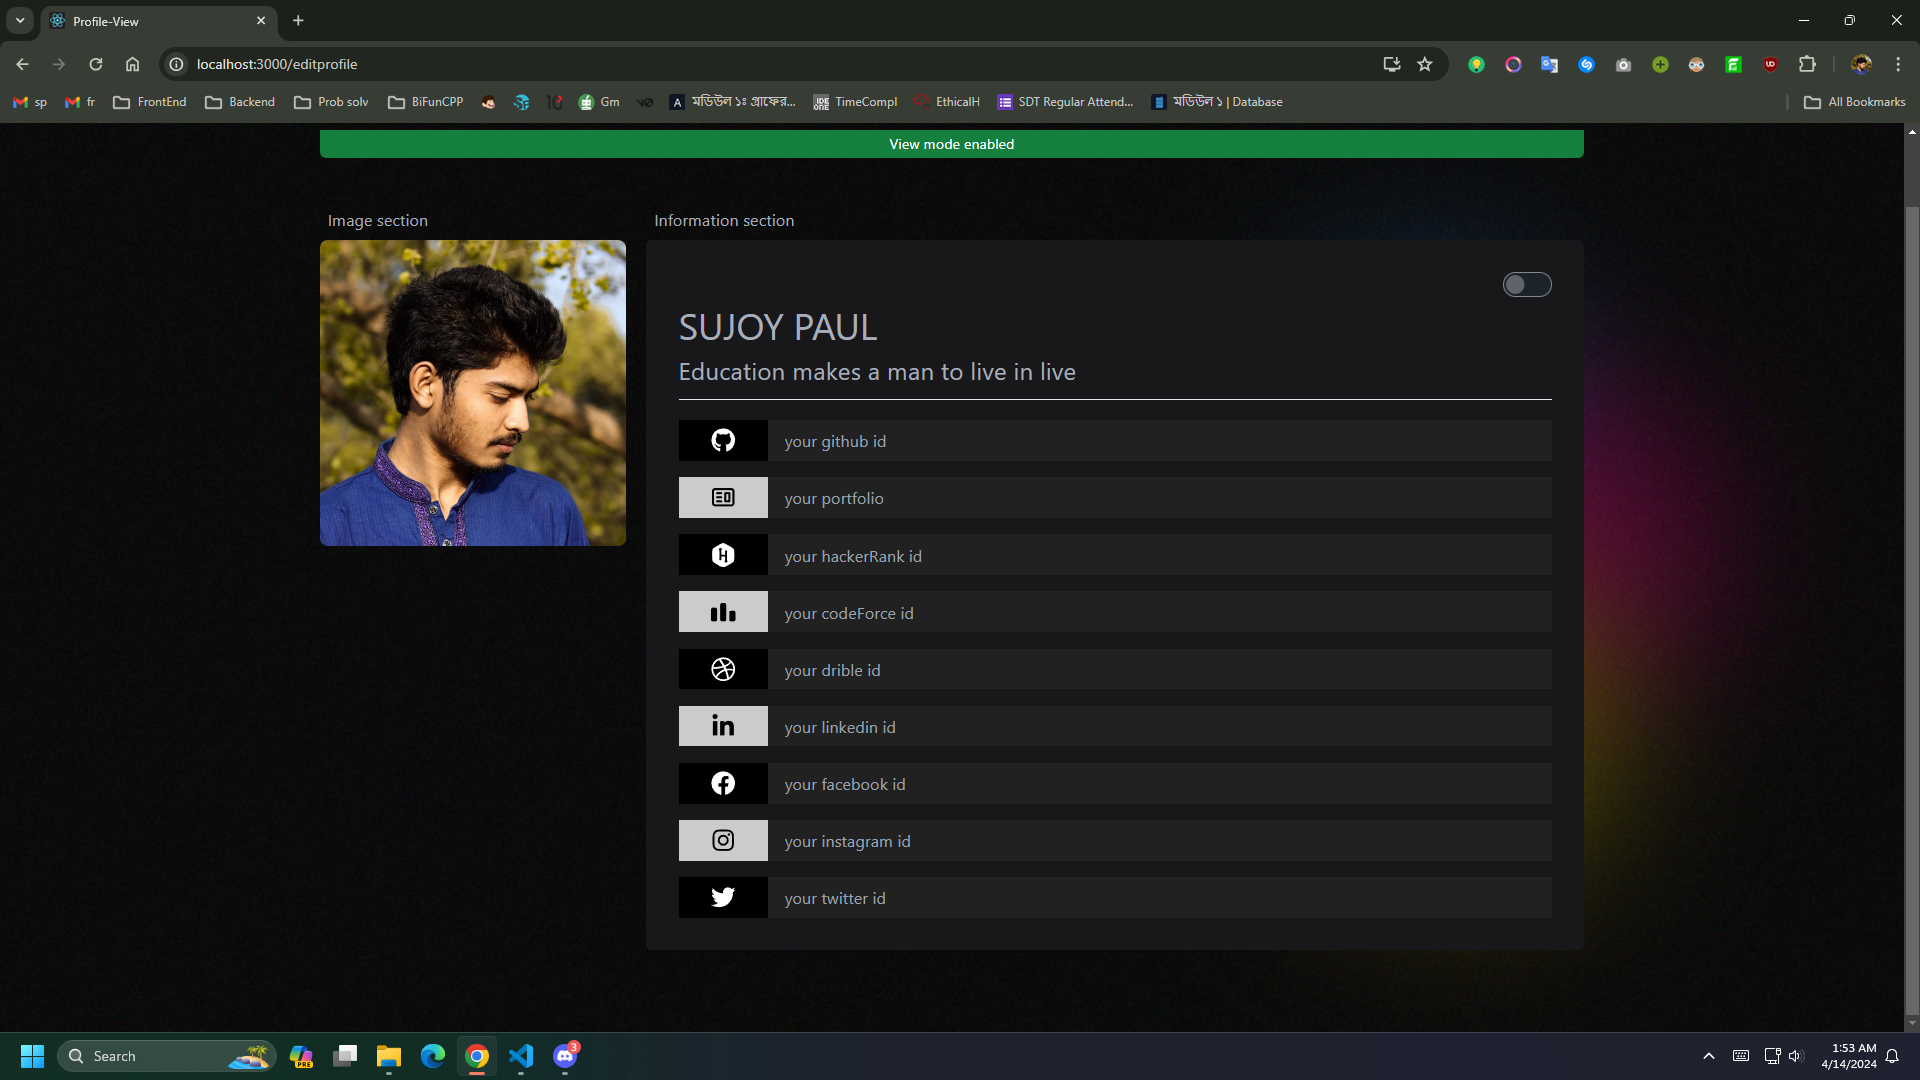 Profile-View
localhost:3000/editprofile
sp
fr
FrontEnd
Backend
Prob solv
BiFunCPP
Gm
মডিউল ১ঃ গ্রাফের...
TimeCompl
EthicalH
SDT Regular Attend...
মডিউল ১ | Database
All Bookmarks
View mode enabled
Image section
Information section
SUJOY PAUL
Education makes a man to live in live
your github id
your portfolio
your hackerRank id
your codeForce id
your drible id
your linkedin id
your facebook id
your instagram id
your twitter id
Search
PRE
3
1:53 AM
4/14/2024